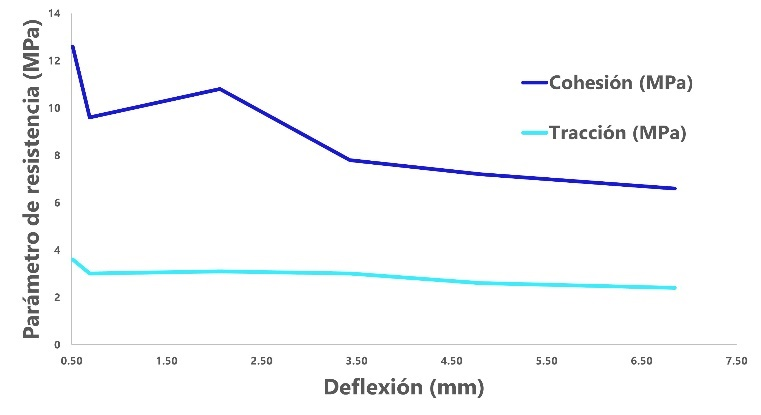 14
12
10
8
6
4
2
0
Parámetro de resistencia (MPa)
Cohesión (MPa)
Tracción (MPa)
0.50 1.50 2.50 3.50 4.50 5.50 6.50 7.50
Deflexión (mm)